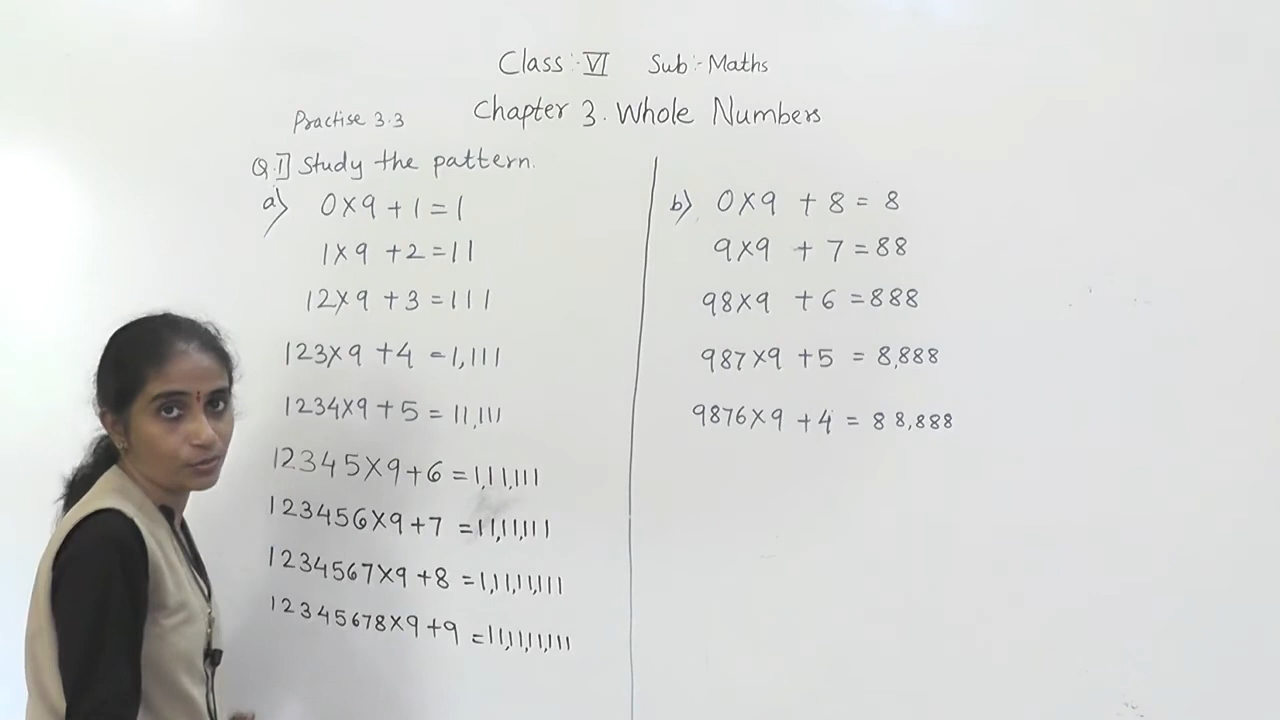 Class :- VI Sub :- Maths
Chapter 3. Whole Numbers
Practise 3.3
Q.1] Study the pattern.
a) 0×9 +1=1
1×9 +2=11
12×9 +3 =111
123×9 +4 =1,111
1234×9 +5 = 11,111
12345×9+6 =1,11,111
123456×9+7 =11,11,111
1234567×9 +8 =1,11,11,111
12345678×9 +9 =11,11,11,111
b) 0×9 + 8 = 8
9×9 + 7 =88
98×9 +6 =888
987×9 +5 = 8,888
9876×9 +4 = 88,888